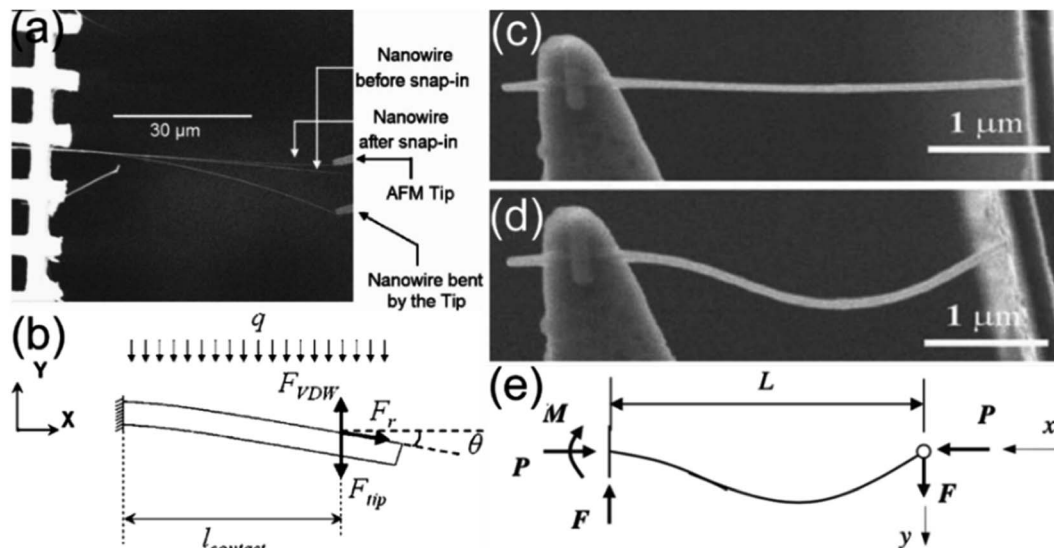 (a)
Nanowire
before snap-in
30 μm
Nanowire
after snap-in
AFM Tip
Nanowire bent
by the Tip
(b)
q
Y
X
F_VDW
F_r
θ
F_tip
l_contact
(c)
1 μm
(d)
1 μm
(e)
L
M
P
P
x
F
F
y